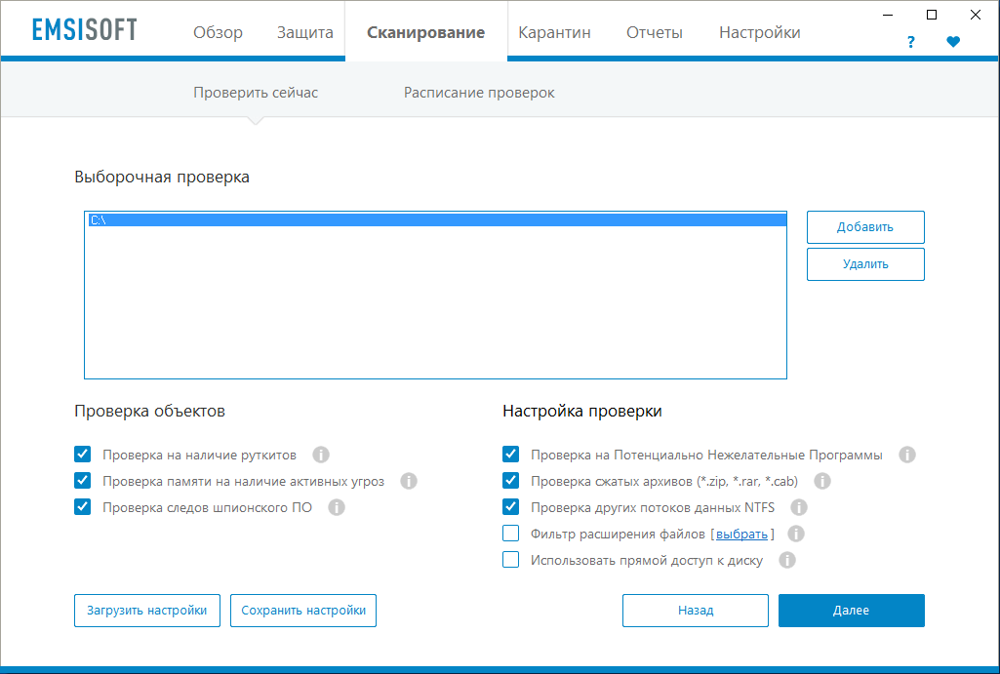 EMSISOFT
Обзор Защита Сканирование Карантин Отчеты Настройки
?
Проверить сейчас Расписание проверок
Выборочная проверка
C:\
Добавить
Удалить
Проверка объектов
Проверка на наличие руткитов
Проверка памяти на наличие активных угроз
Проверка следов шпионского ПО
Настройка проверки
Проверка на Потенциально Нежелательные Программы
Проверка сжатых архивов (*.zip, *.rar, *.cab)
Проверка других потоков данных NTFS
Фильтр расширения файлов [выбрать]
Использовать прямой доступ к диску
Загрузить настройки Сохранить настройки Назад Далее